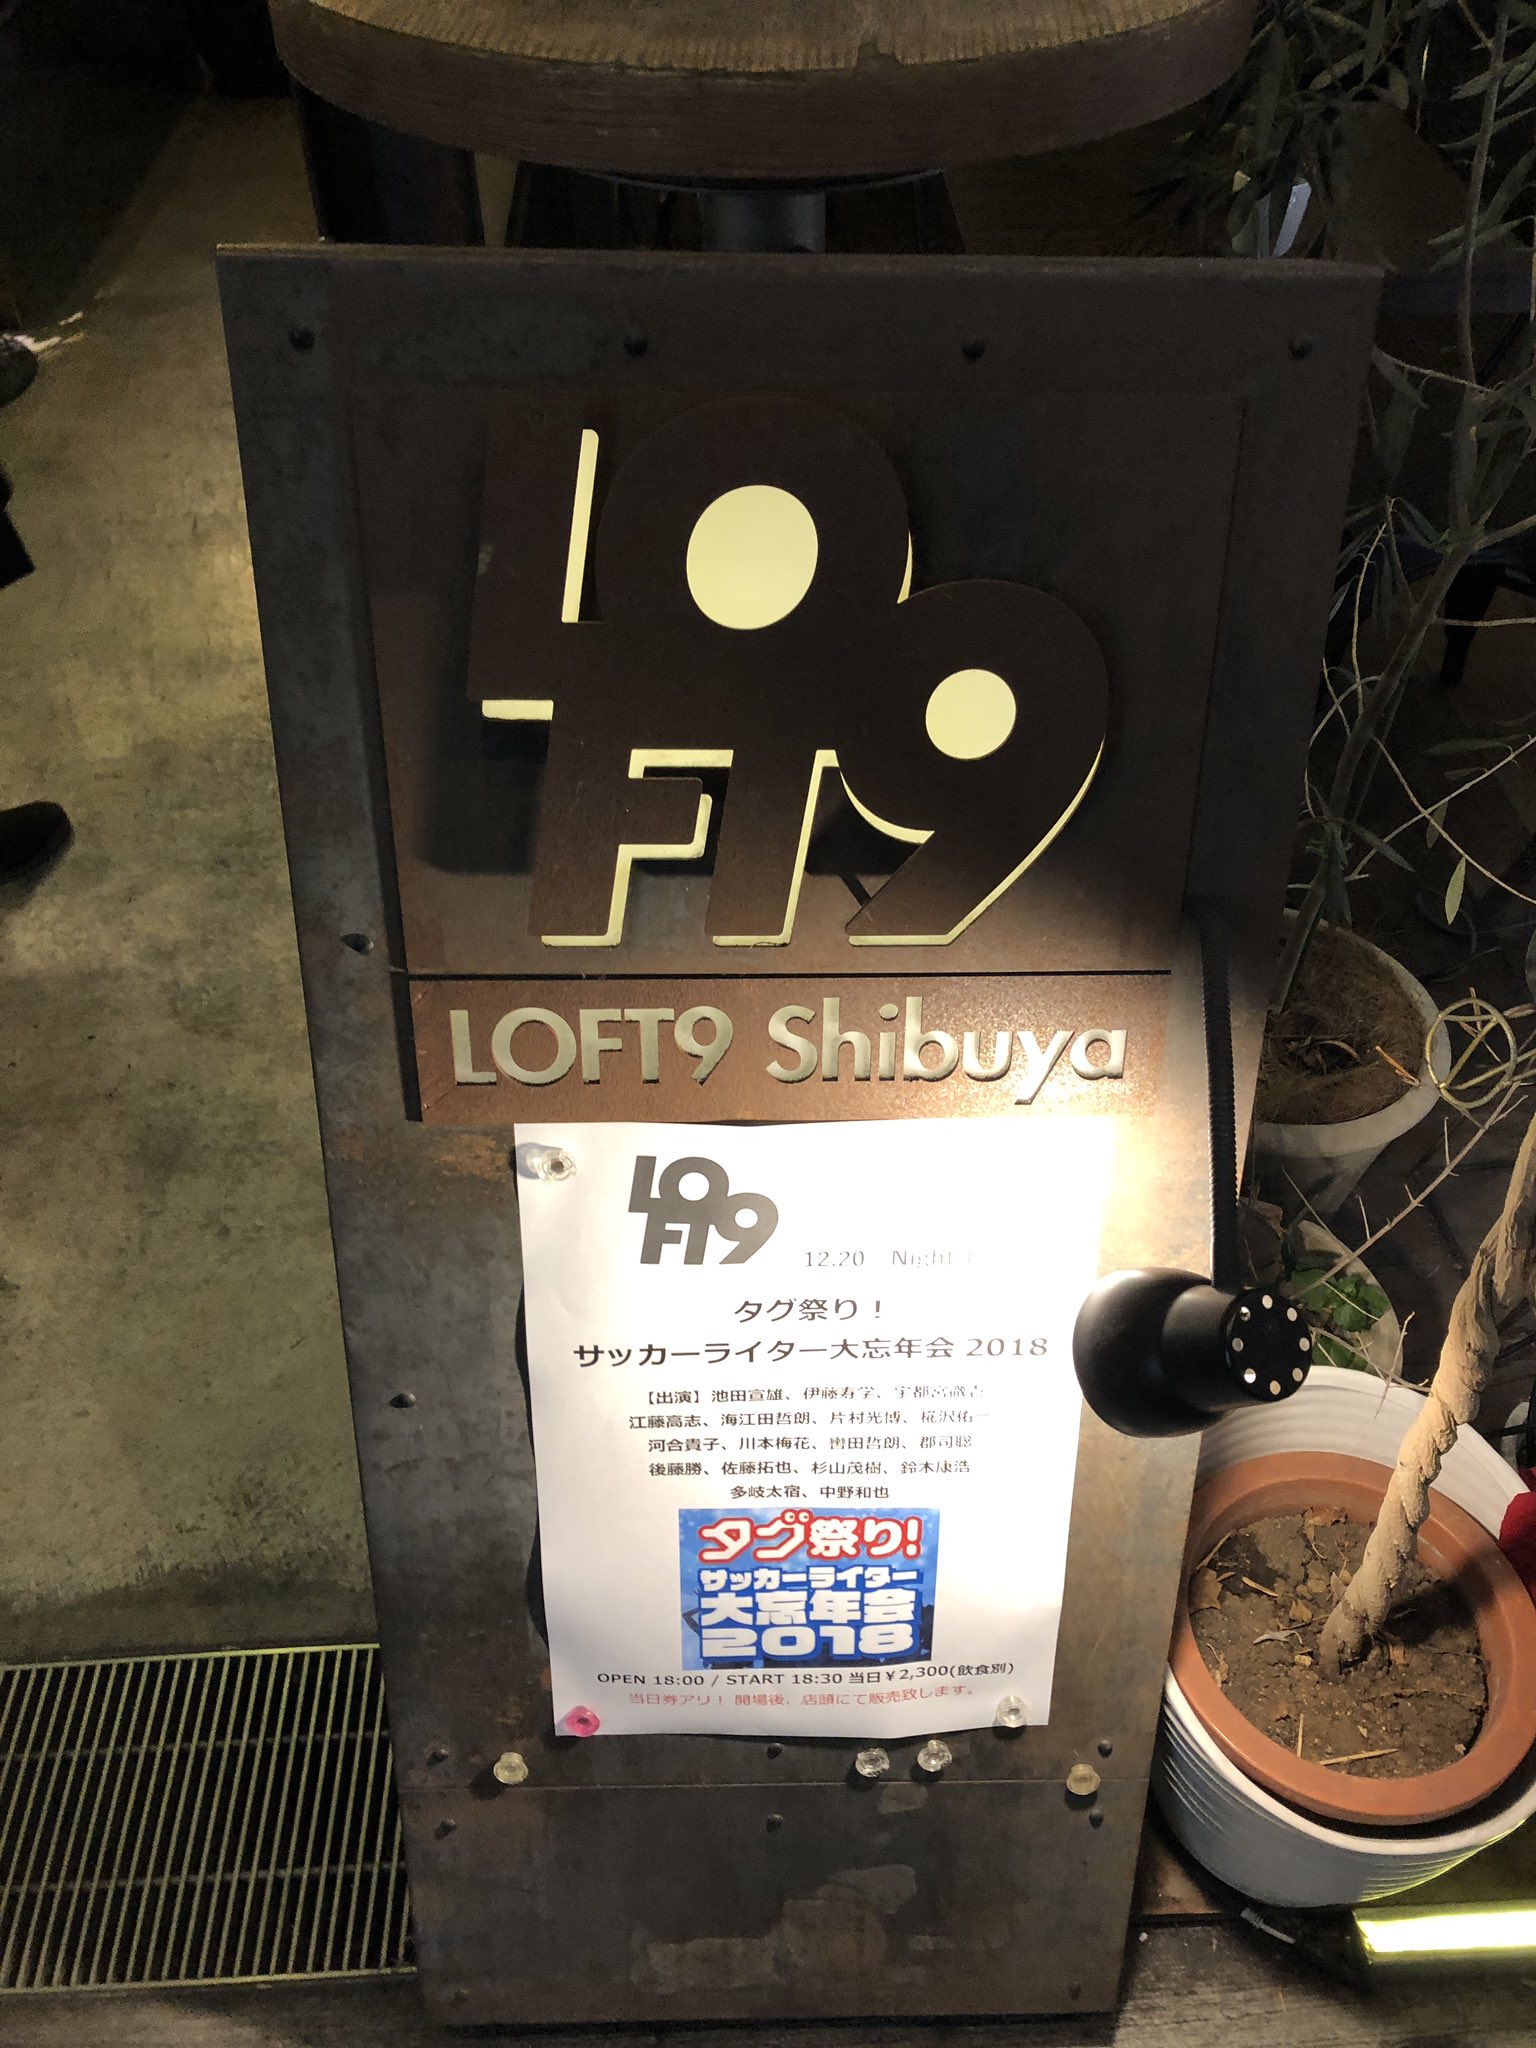 LOFT9
LOFT9 Shibuya
LOFT9
12.20 Night
タグ祭り！
サッカーライター大忘年会 2018
【出演】池田宣雄、伊藤寿学、宇都宮徹壱
江藤高志、海江田哲朗、片村光博、椛沢佑一
河合貴子、川本梅花、轡田哲朗、郡司聡
後藤勝、佐藤拓也、杉山茂樹、鈴木康浩
多岐太宿、中野和也
タグ祭り!
サッカーライター
大忘年会
2018
OPEN 18:00 / START 18:30 当日￥2,300(飲食別)
当日券アリ！ 開場後、店頭にて販売致します。